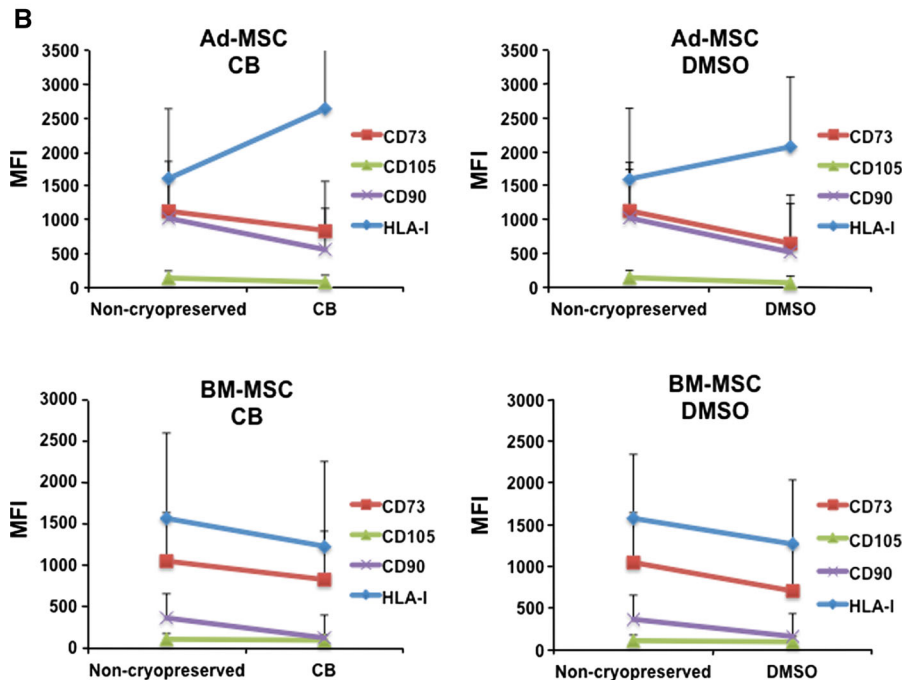 B
Ad-MSC
CB
3500
3000
2500
2000
1500
1000
500
0
MFI
CD73
CD105
CD90
HLA-I
Non-cryopreserved CB
Ad-MSC
DMSO
3500
3000
2500
2000
1500
1000
500
0
MFI
CD73
CD105
CD90
HLA-I
Non-cryopreserved DMSO
BM-MSC
CB
3000
2500
2000
1500
1000
500
0
MFI
CD73
CD105
CD90
HLA-I
Non-cryopreserved CB
BM-MSC
DMSO
3000
2500
2000
1500
1000
500
0
MFI
CD73
CD105
CD90
HLA-I
Non-cryopreserved DMSO